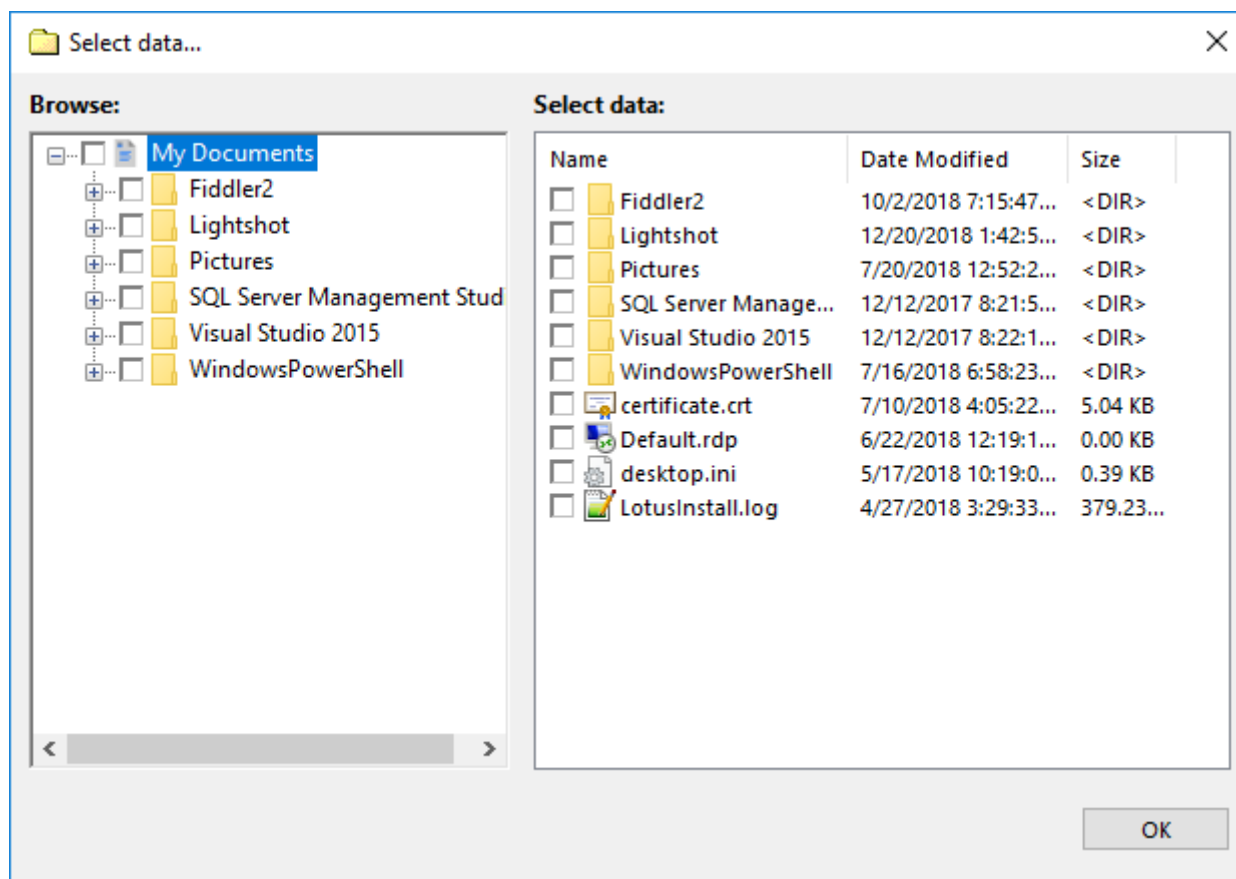 Select data...
Browse:
My Documents
Fiddler2
Lightshot
Pictures
SQL Server Management Studi
Visual Studio 2015
WindowsPowerShell
Select data:
Name Date Modified Size
Fiddler2 10/2/2018 7:15:47... <DIR>
Lightshot 12/20/2018 1:42:5... <DIR>
Pictures 7/20/2018 12:52:2... <DIR>
SQL Server Manage... 12/12/2017 8:21:5... <DIR>
Visual Studio 2015 12/12/2017 8:22:1... <DIR>
WindowsPowerShell 7/16/2018 6:58:23... <DIR>
certificate.crt 7/10/2018 4:05:22... 5.04 KB
Default.rdp 6/22/2018 12:19:1... 0.00 KB
desktop.ini 5/17/2018 10:19:0... 0.39 KB
LotusInstall.log 4/27/2018 3:29:33... 379.23...
OK